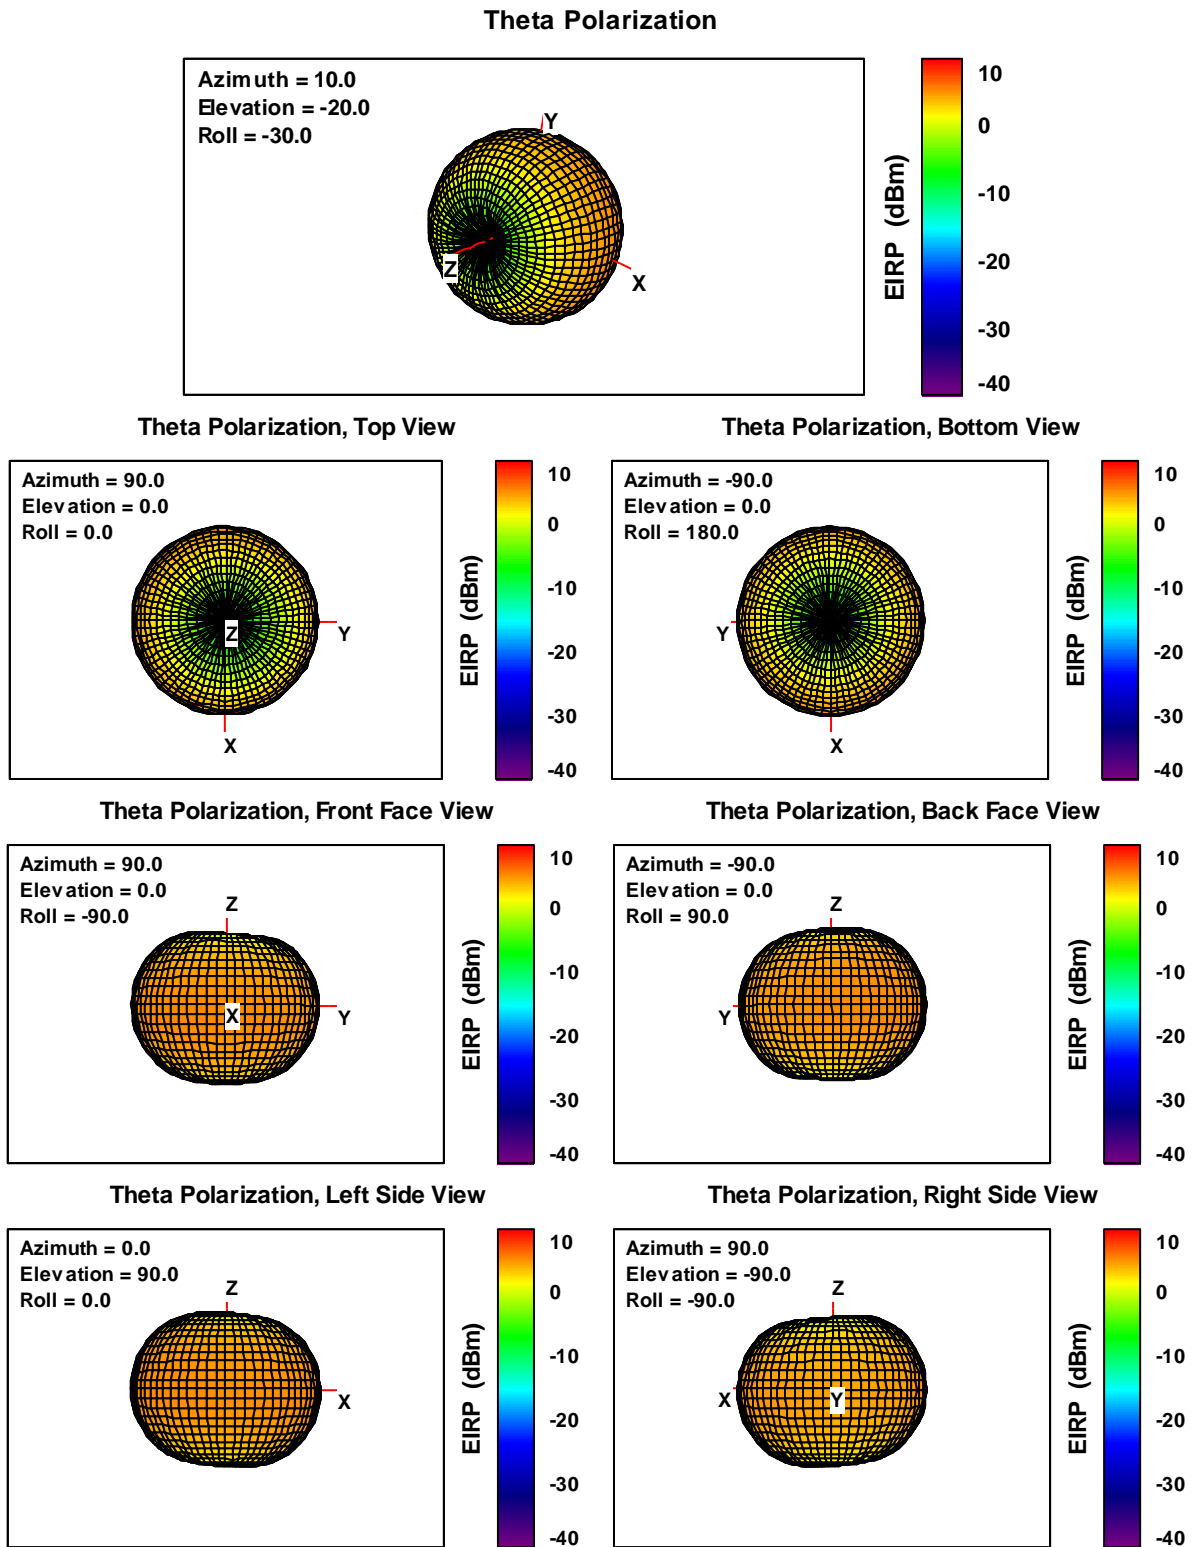 Theta Polarization
Azimuth = 10.0
Elevation = -20.0
Roll = -30.0
Y
Z
X
EIRP (dBm)
10
0
-10
-20
-30
-40
Theta Polarization, Top View
Azimuth = 90.0
Elevation = 0.0
Roll = 0.0
Z
Y
X
EIRP (dBm)
10
0
-10
-20
-30
-40
Theta Polarization, Bottom View
Azimuth = -90.0
Elevation = 0.0
Roll = 180.0
Y
X
EIRP (dBm)
10
0
-10
-20
-30
-40
Theta Polarization, Front Face View
Azimuth = 90.0
Elevation = 0.0
Roll = -90.0
Z
X
Y
EIRP (dBm)
10
0
-10
-20
-30
-40
Theta Polarization, Back Face View
Azimuth = -90.0
Elevation = 0.0
Roll = 90.0
Z
Y
EIRP (dBm)
10
0
-10
-20
-30
-40
Theta Polarization, Left Side View
Azimuth = 0.0
Elevation = 90.0
Roll = 0.0
Z
X
EIRP (dBm)
10
0
-10
-20
-30
-40
Theta Polarization, Right Side View
Azimuth = 90.0
Elevation = -90.0
Roll = -90.0
Z
X
Y
EIRP (dBm)
10
0
-10
-20
-30
-40